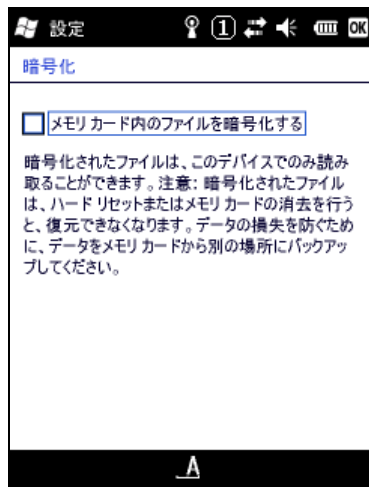 設定 1 OK
暗号化
メモリ カード内のファイルを暗号化する
暗号化されたファイルは、このデバイスでのみ読み
取ることができます。注意: 暗号化されたファイル
は、ハード リセットまたはメモリ カードの消去を行う
と、復元できなくなります。データの損失を防ぐため
に、データをメモリ カードから別の場所にバックアッ
プしてください。
A